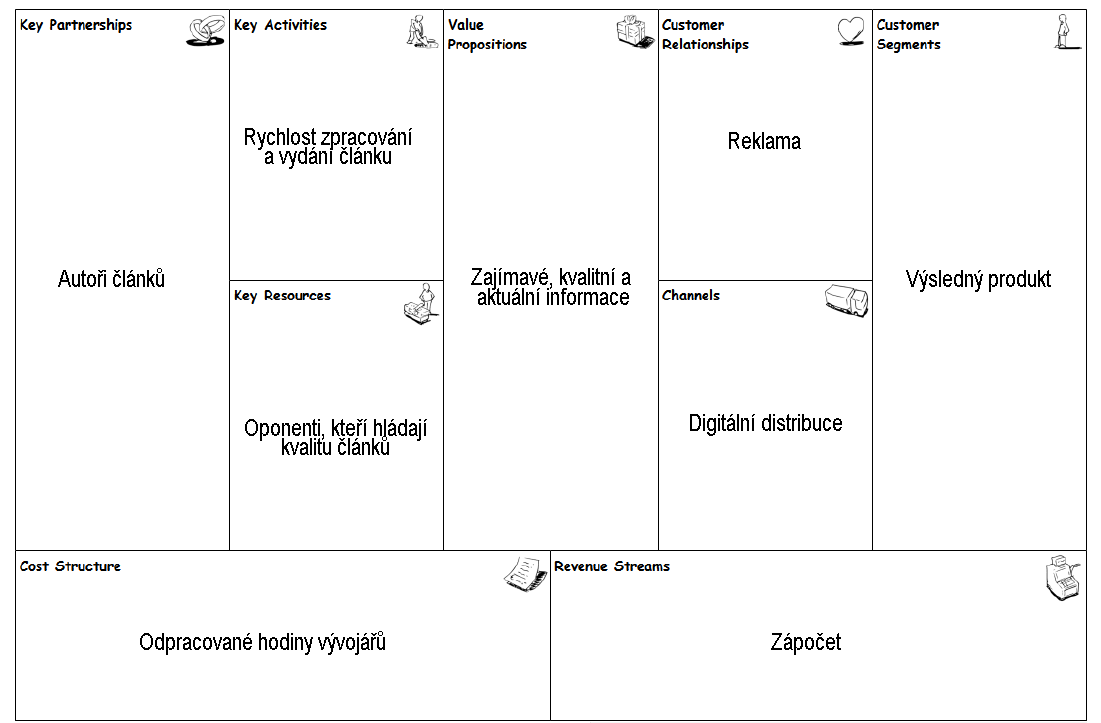 Key Partnerships
Autoři článků
Key Activities
Rychlost zpracování
a vydání článku
Key Resources
Oponenti, kteří hládají
kvalitu článků
Value
Propositions
Zajímavé, kvalitní a
aktuální informace
Customer
Relationships
Reklama
Channels
Digitální distribuce
Customer
Segments
Výsledný produkt
Cost Structure
Odpracované hodiny vývojářů
Revenue Streams
Zápočet